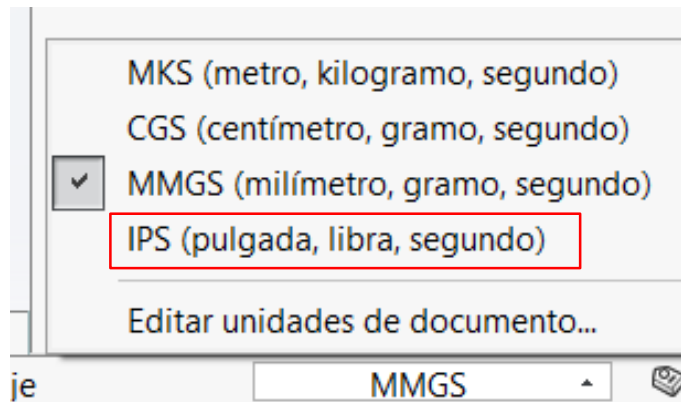 MKS (metro, kilogramo, segundo)
CGS (centímetro, gramo, segundo)
MMGS (milímetro, gramo, segundo)
IPS (pulgada, libra, segundo)
Editar unidades de documento...
je MMGS